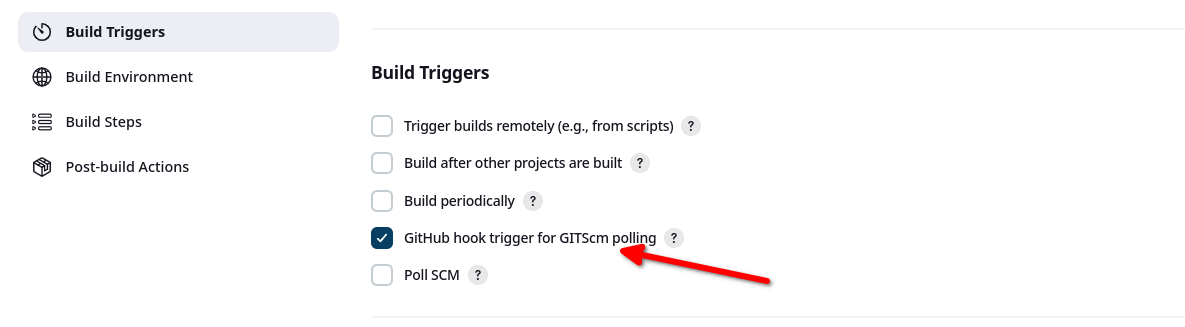 Build Triggers
Build Environment
Build Steps
Post-build Actions
Build Triggers
Trigger builds remotely (e.g., from scripts) ?
Build after other projects are built ?
Build periodically ?
GitHub hook trigger for GITScm polling ?
Poll SCM ?